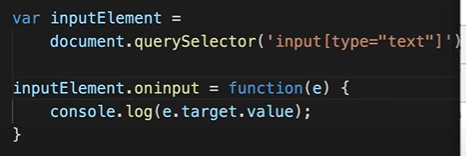 var inputElement =
document.querySelector('input[type="text"]')
inputElement.oninput = function(e) {
console.log(e.target.value);
}